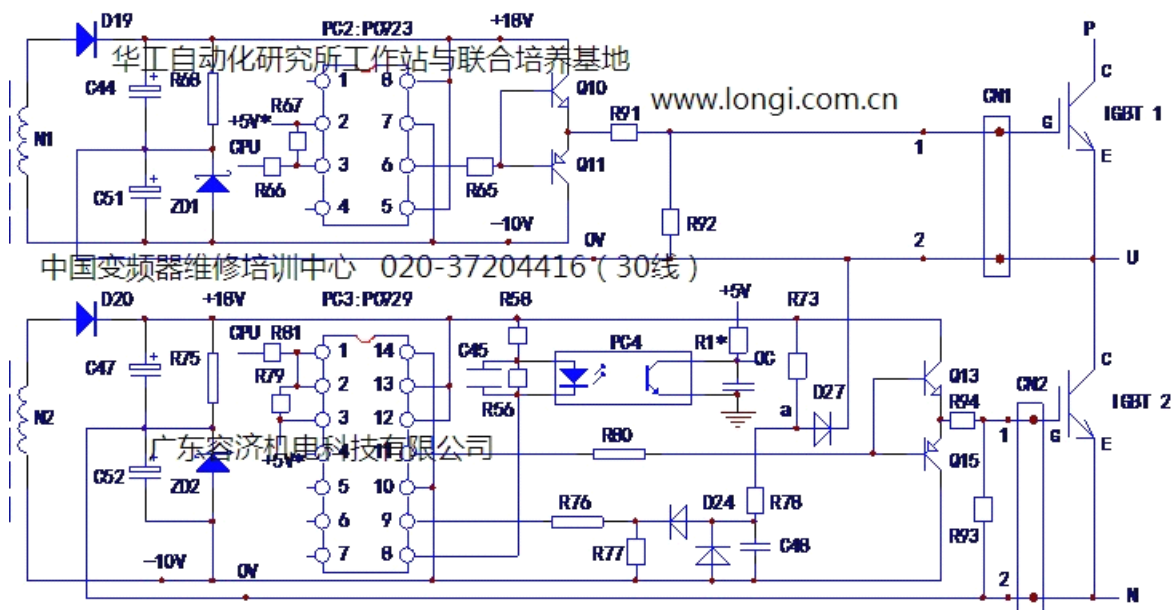 D19
PC2:PC923
+18V
P
华工自动化研究所工作站与联合培养基地
C44
R68
1
8
Q10
www.longi.com.cn
C
R67
+5V*
2
7
R91
CN1
G
IGBT 1
N1
CPU
1
3
6
Q11
E
C51
ZD1
R66
R65
4
5
R92
-10V
0V
2
U
中国变频器维修培训中心 020-37204416（30线）
D20
+18V
PC3:PC929
R58
+5V
R73
CPU
R81
C45
PC4
R1*
OC
C47
R75
1
14
C
R79
2
13
D27
Q13
CN2
IGBT 2
R56
R94
3
12
a
1
G
N2
广东容济机电科技有限公司
4
11
R80
E
C52
ZD2
+5V*
Q15
5
10
R76
D24
R78
6
9
R77
C48
R93
7
8
-10V
0V
2
N